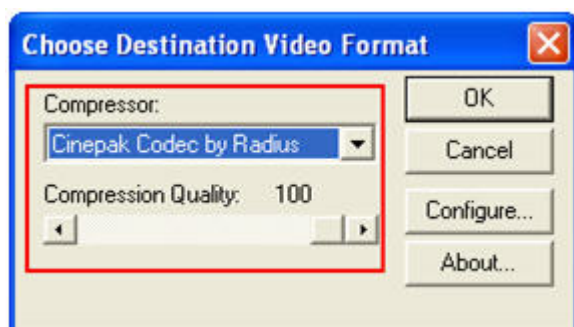 Choose Destination Video Format
Compressor:
Cinepak Codec by Radius
Compression Quality: 100
OK
Cancel
Configure...
About...